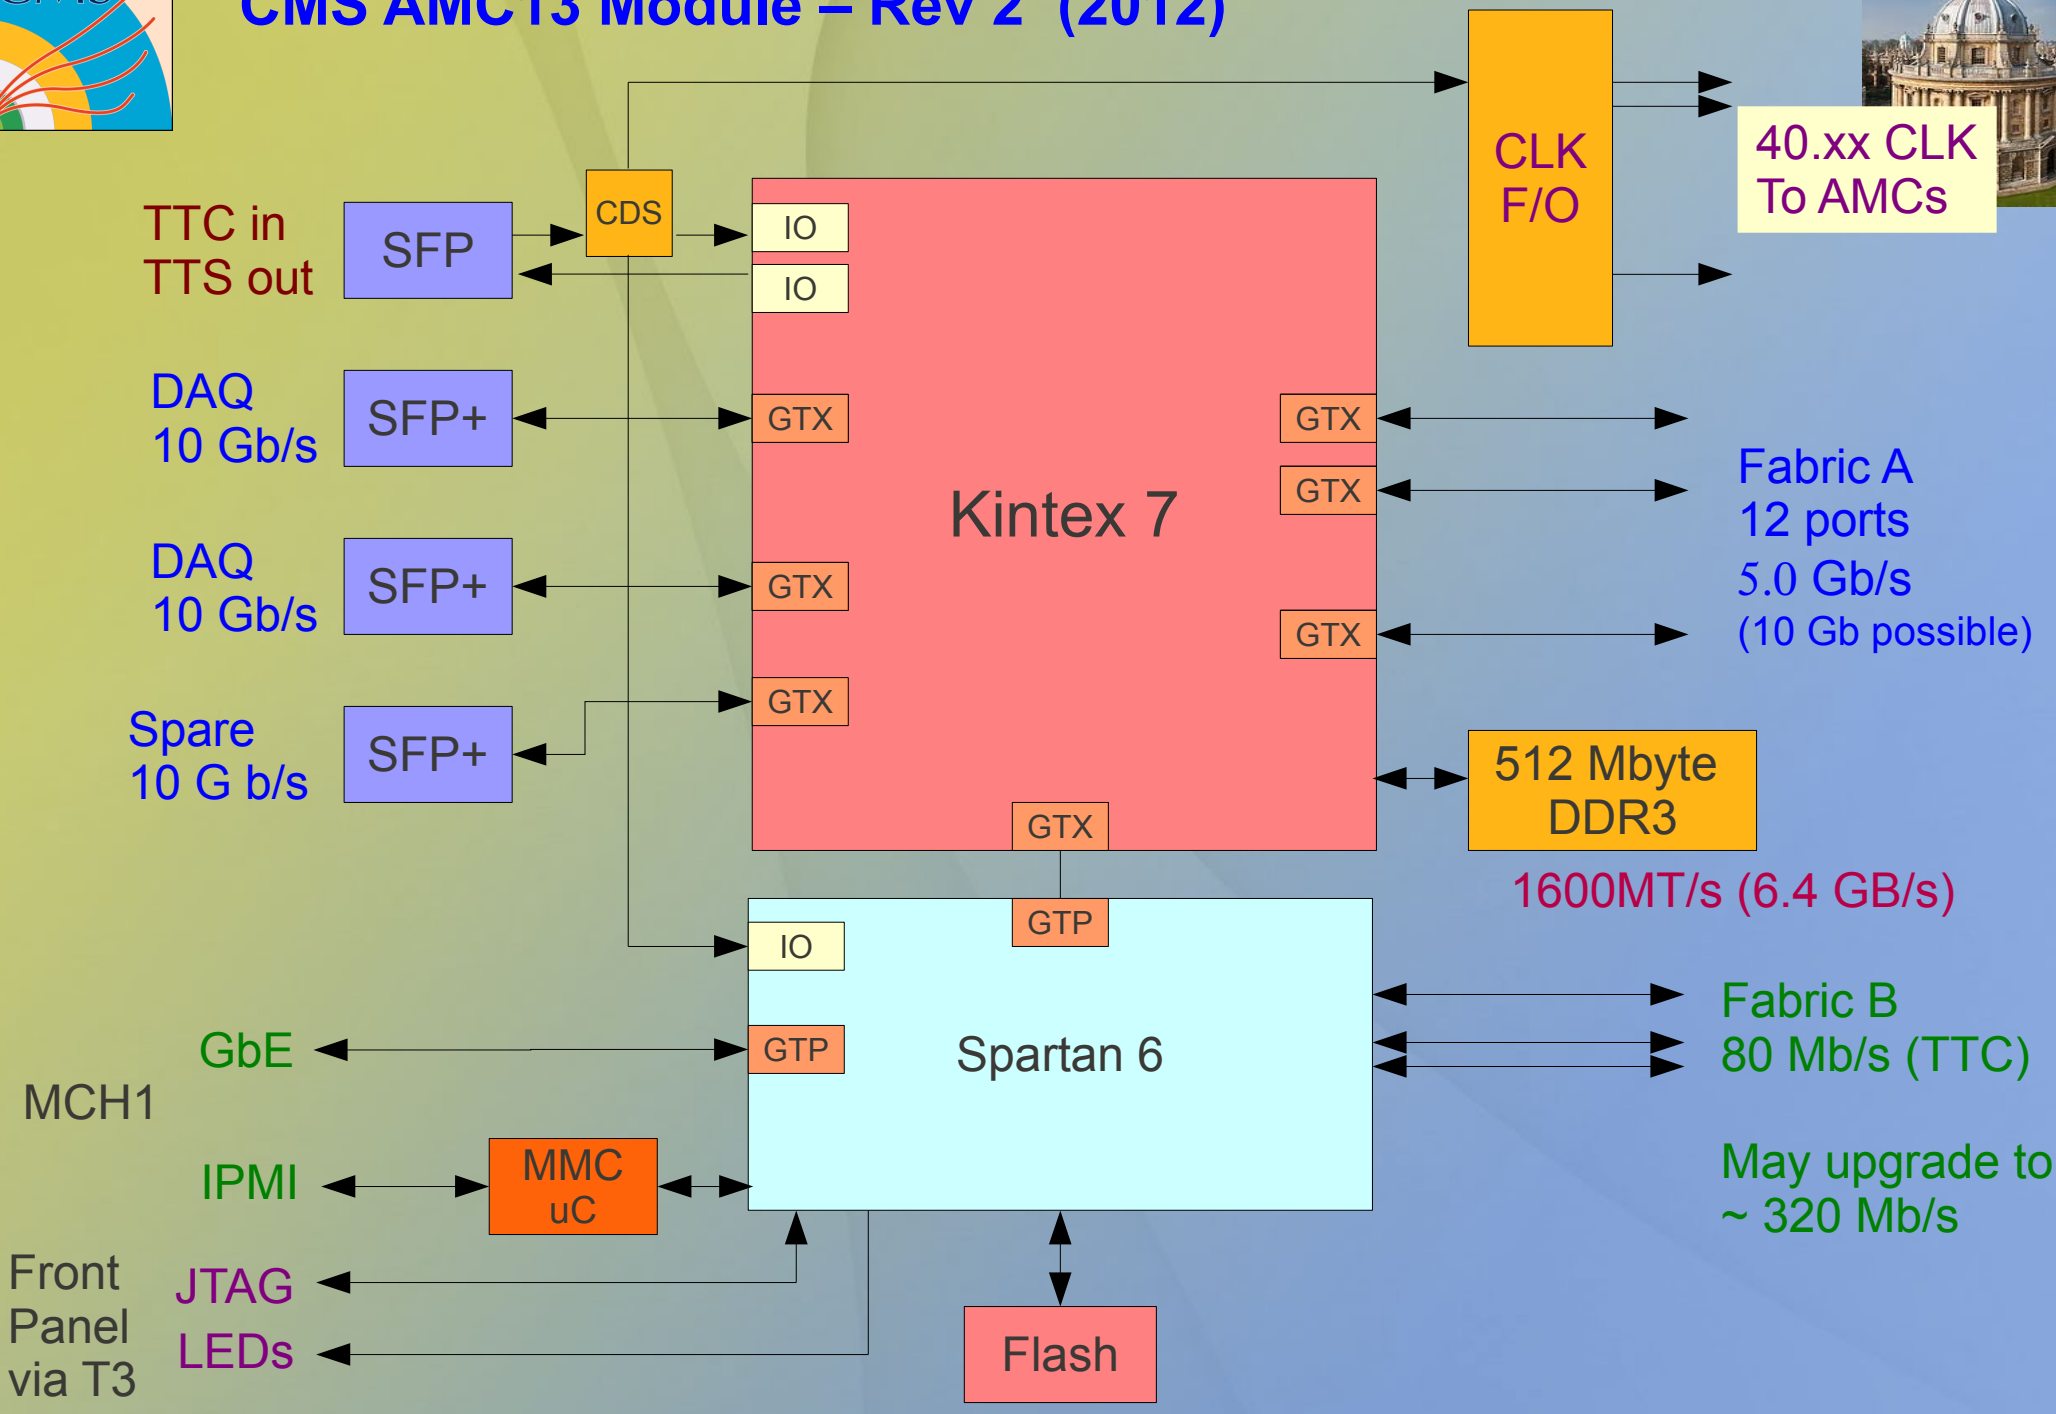 CMS AMC13 Module – Rev 2 (2012)
CLK
F/O
40.xx CLK
To AMCs
TTC in
TTS out
SFP
CDS
IO
IO
DAQ
10 Gb/s
SFP+
GTX
GTX
Fabric A
12 ports
5.0 Gb/s
(10 Gb possible)
GTX
Kintex 7
DAQ
10 Gb/s
SFP+
GTX
GTX
Spare
10 G b/s
SFP+
GTX
512 Mbyte
DDR3
1600MT/s (6.4 GB/s)
GTX
GTP
IO
Spartan 6
Fabric B
80 Mb/s (TTC)
May upgrade to
~ 320 Mb/s
GbE
GTP
MCH1
IPMI
MMC
uC
Front
Panel
via T3
JTAG
LEDs
Flash